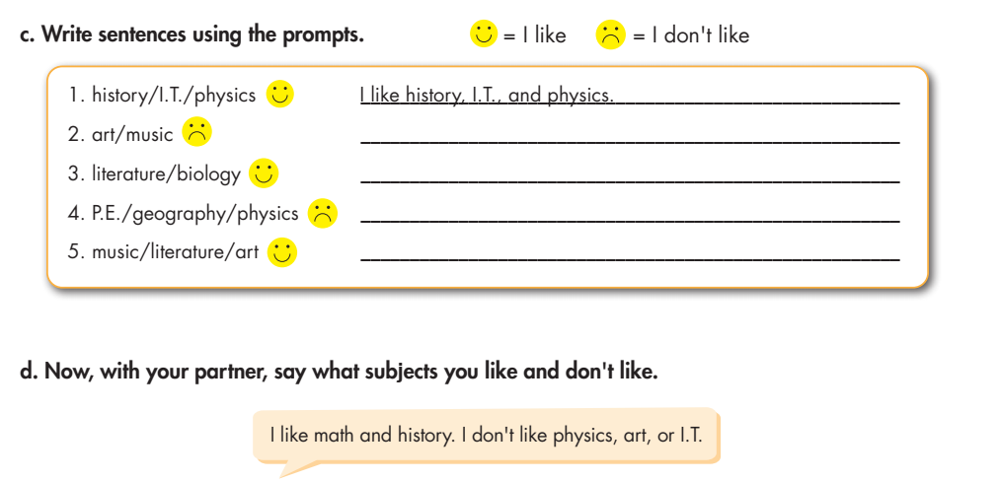 c. Write sentences using the prompts. = I like = I don't like
1. history/I.T./physics I like history, I.T., and physics.
2. art/music
3. literature/biology
4. P.E./geography/physics
5. music/literature/art
d. Now, with your partner, say what subjects you like and don't like.
I like math and history. I don't like physics, art, or I.T.